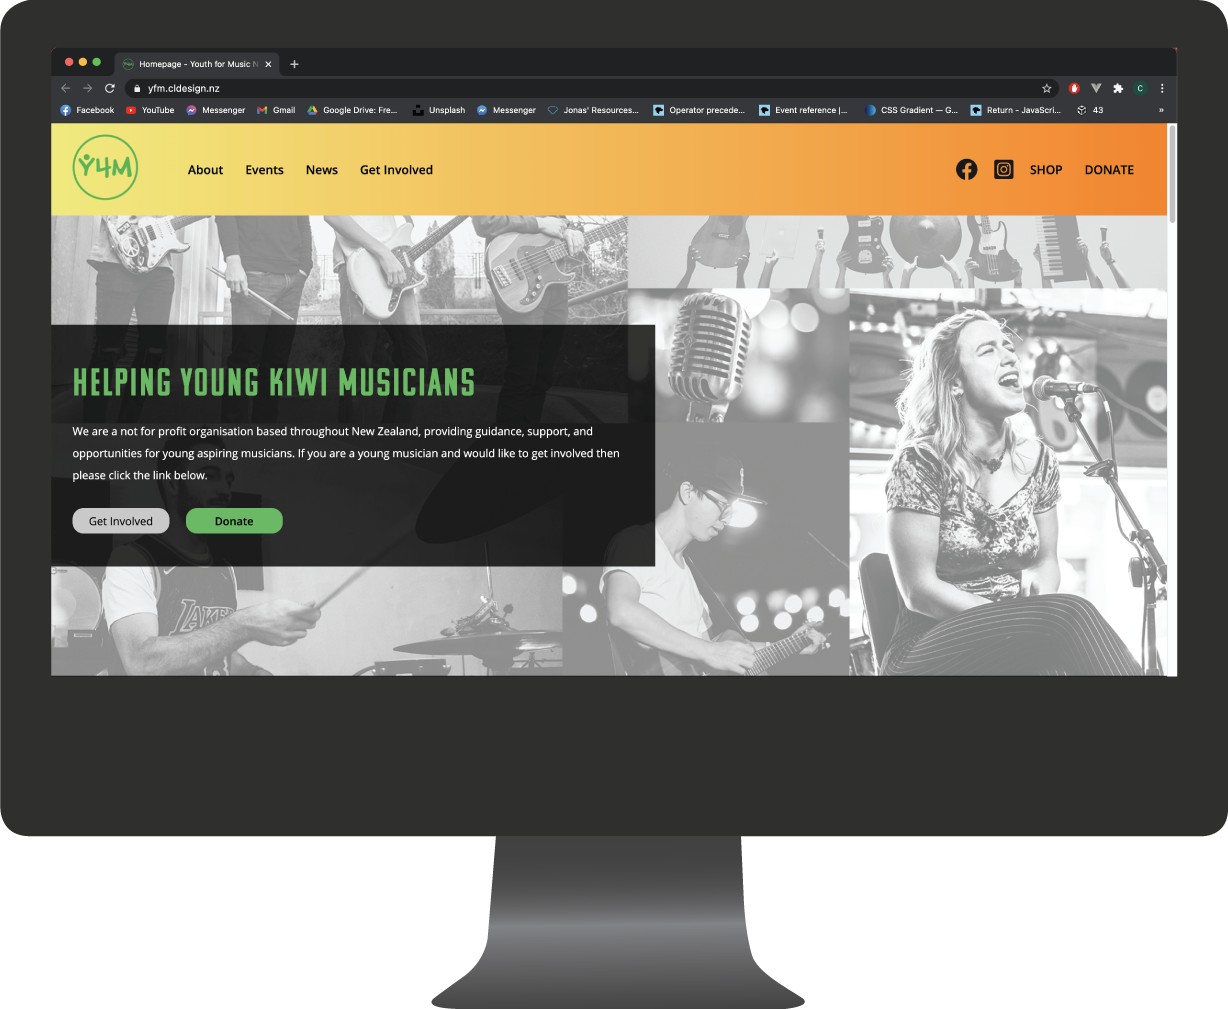 Homepage - Youth for Music N
yfm.cldesign.nz
C
Facebook YouTube Messenger Gmail Google Drive: Fre... Unsplash Messenger Jonas' Resources... Operator precede... Event reference |... CSS Gradient — G... Return - JavaScri... 43 »
Y4M About Events News Get Involved SHOP DONATE
HELPING YOUNG KIWI MUSICIANS
We are a not for profit organisation based throughout New Zealand, providing guidance, support, and
opportunities for young aspiring musicians. If you are a young musician and would like to get involved then
please click the link below.
Get Involved Donate
LAKERS